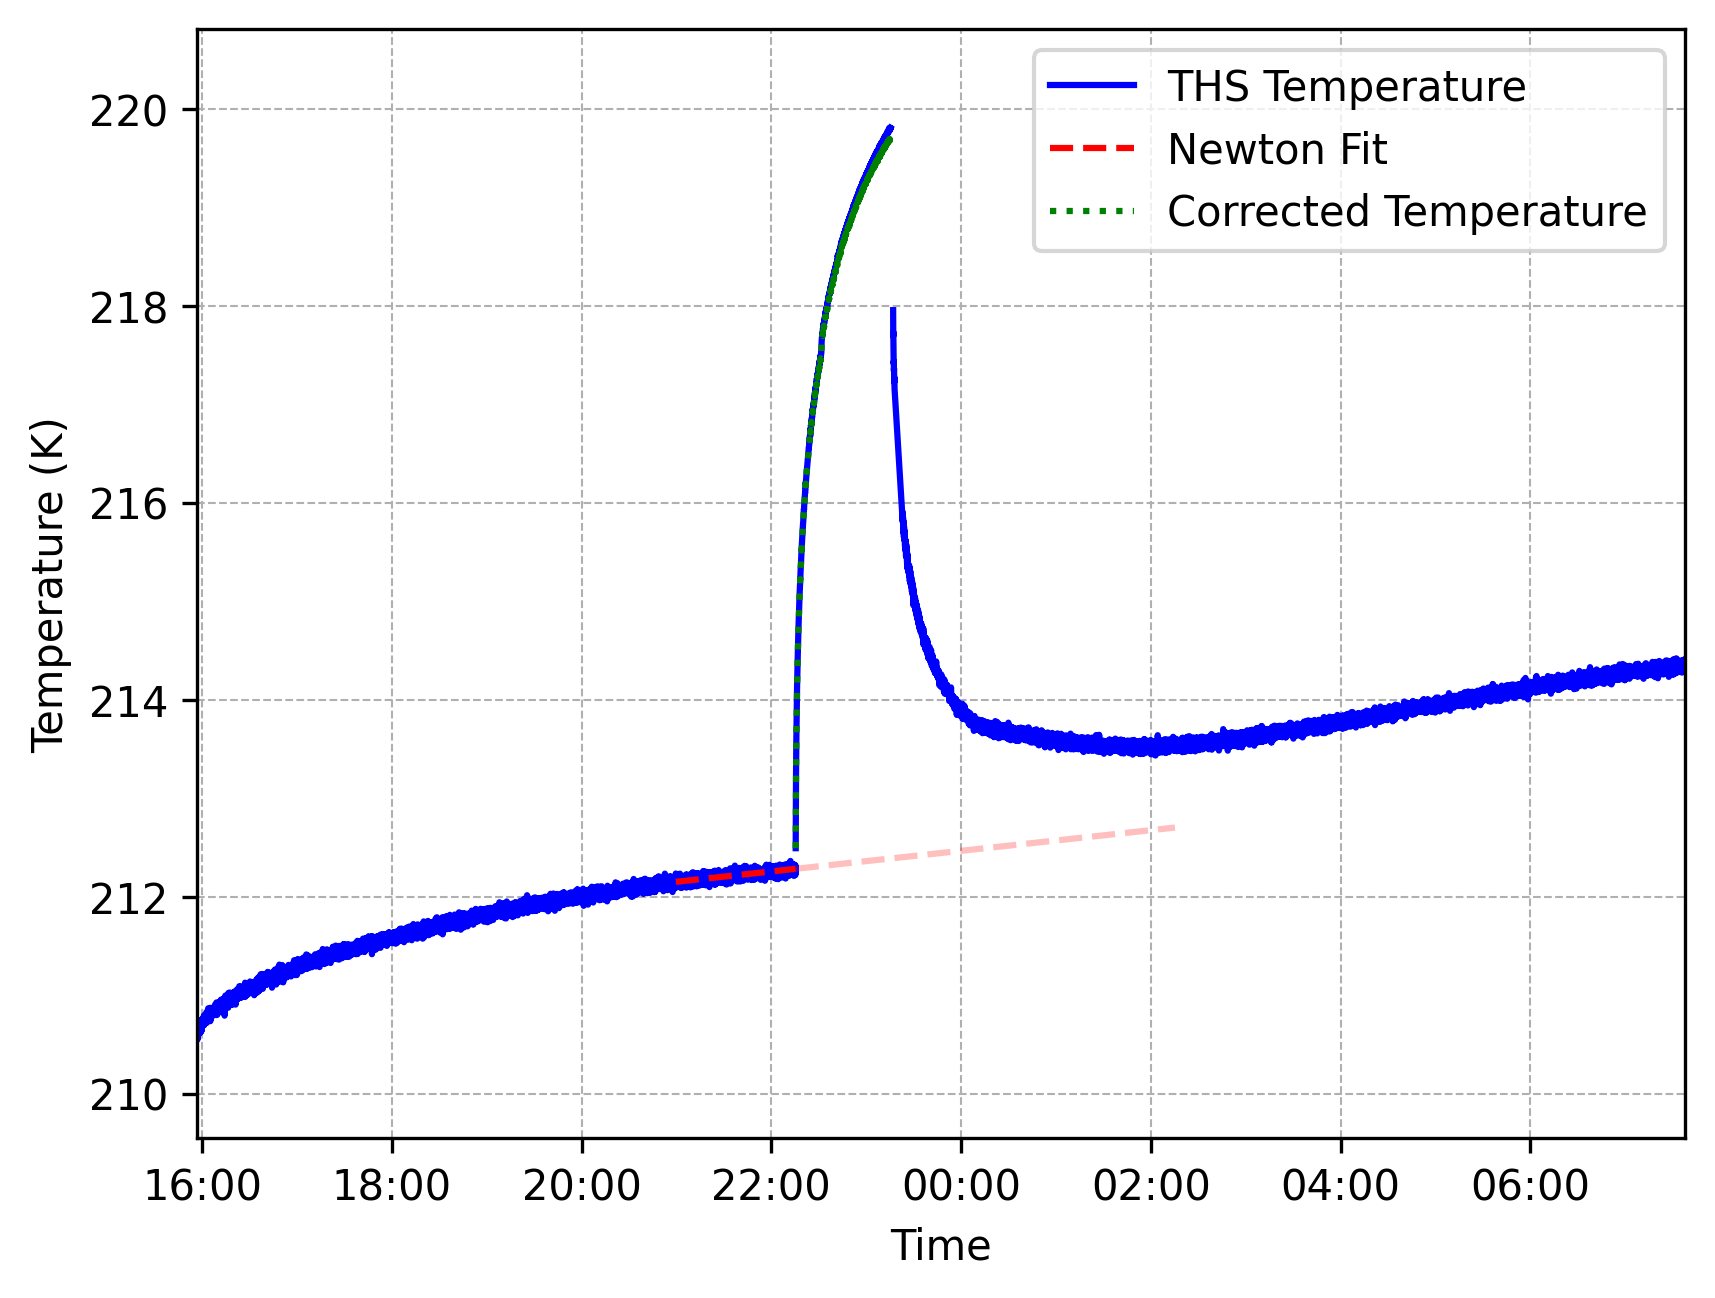 THS Temperature
Newton Fit
Corrected Temperature
Temperature (K)
220
218
216
214
212
210
16:00 18:00 20:00 22:00 00:00 02:00 04:00 06:00
Time